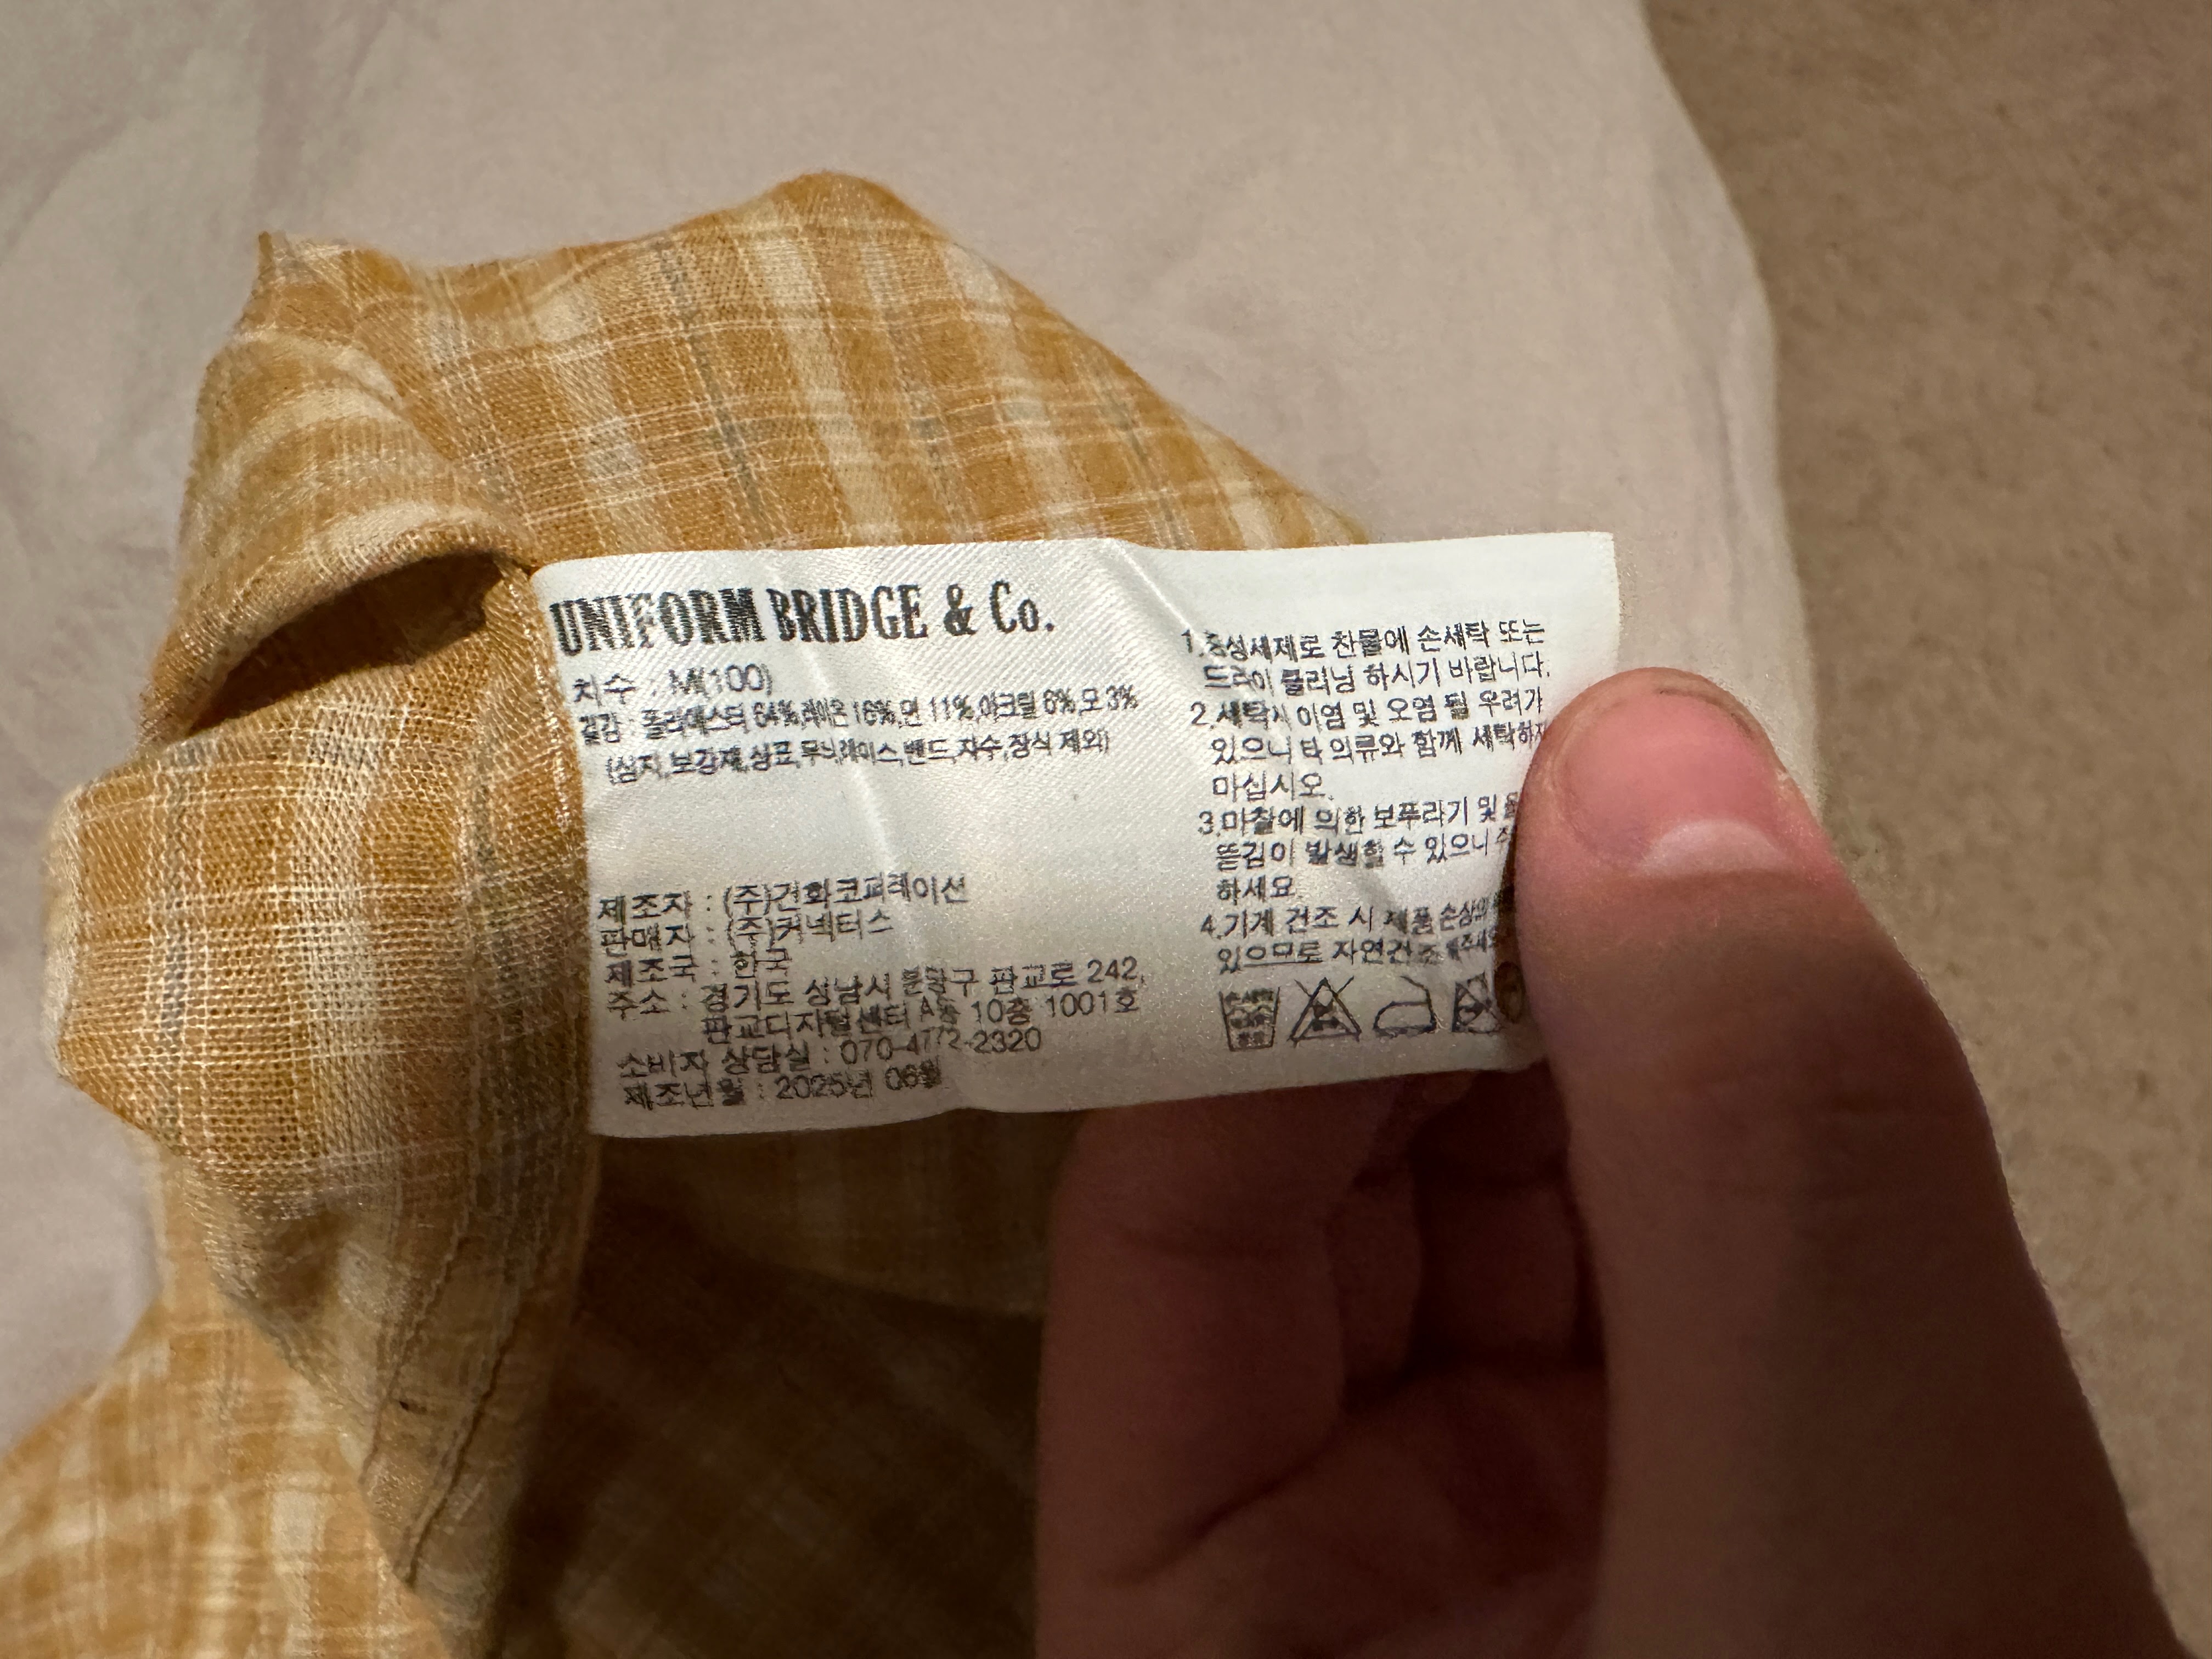 UNIFORM BRIDGE & Co.
치수 : M(100)
겉감 : 폴리에스터 64%,레이온 16%,면 11%,아크릴 6%,모 3%
(심지,보강재,상표,무늬,레이스,밴드,자수,장식 제외)
제조자 : (주)건화코퍼레이션
판매자 : (주)커넥터스
제조국 : 한국
주소 : 경기도 성남시 분당구 판교로 242,
판교디지털센터 A동 10층 1001호
소비자 상담실 : 070-4772-2320
제조년월 : 2025년 06월
1.중성세제로 찬물에 손세탁 또는
드라이 클리닝 하시기 바랍니다.
2.세탁시 이염 및 오염 될 우려가
있으니 타 의류와 함께 세탁하지
마십시오.
3.마찰에 의한 보푸라기 및
뜯김이 발생할 수 있으니
하세요.
4.기계 건조 시 제품 손상의
있으므로 자연건조